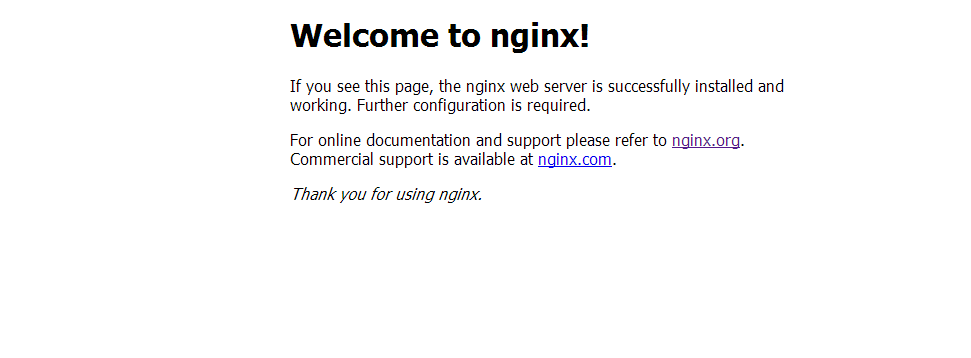 Welcome to nginx!
If you see this page, the nginx web server is successfully installed and
working. Further configuration is required.
For online documentation and support please refer to nginx.org.
Commercial support is available at nginx.com.
Thank you for using nginx.